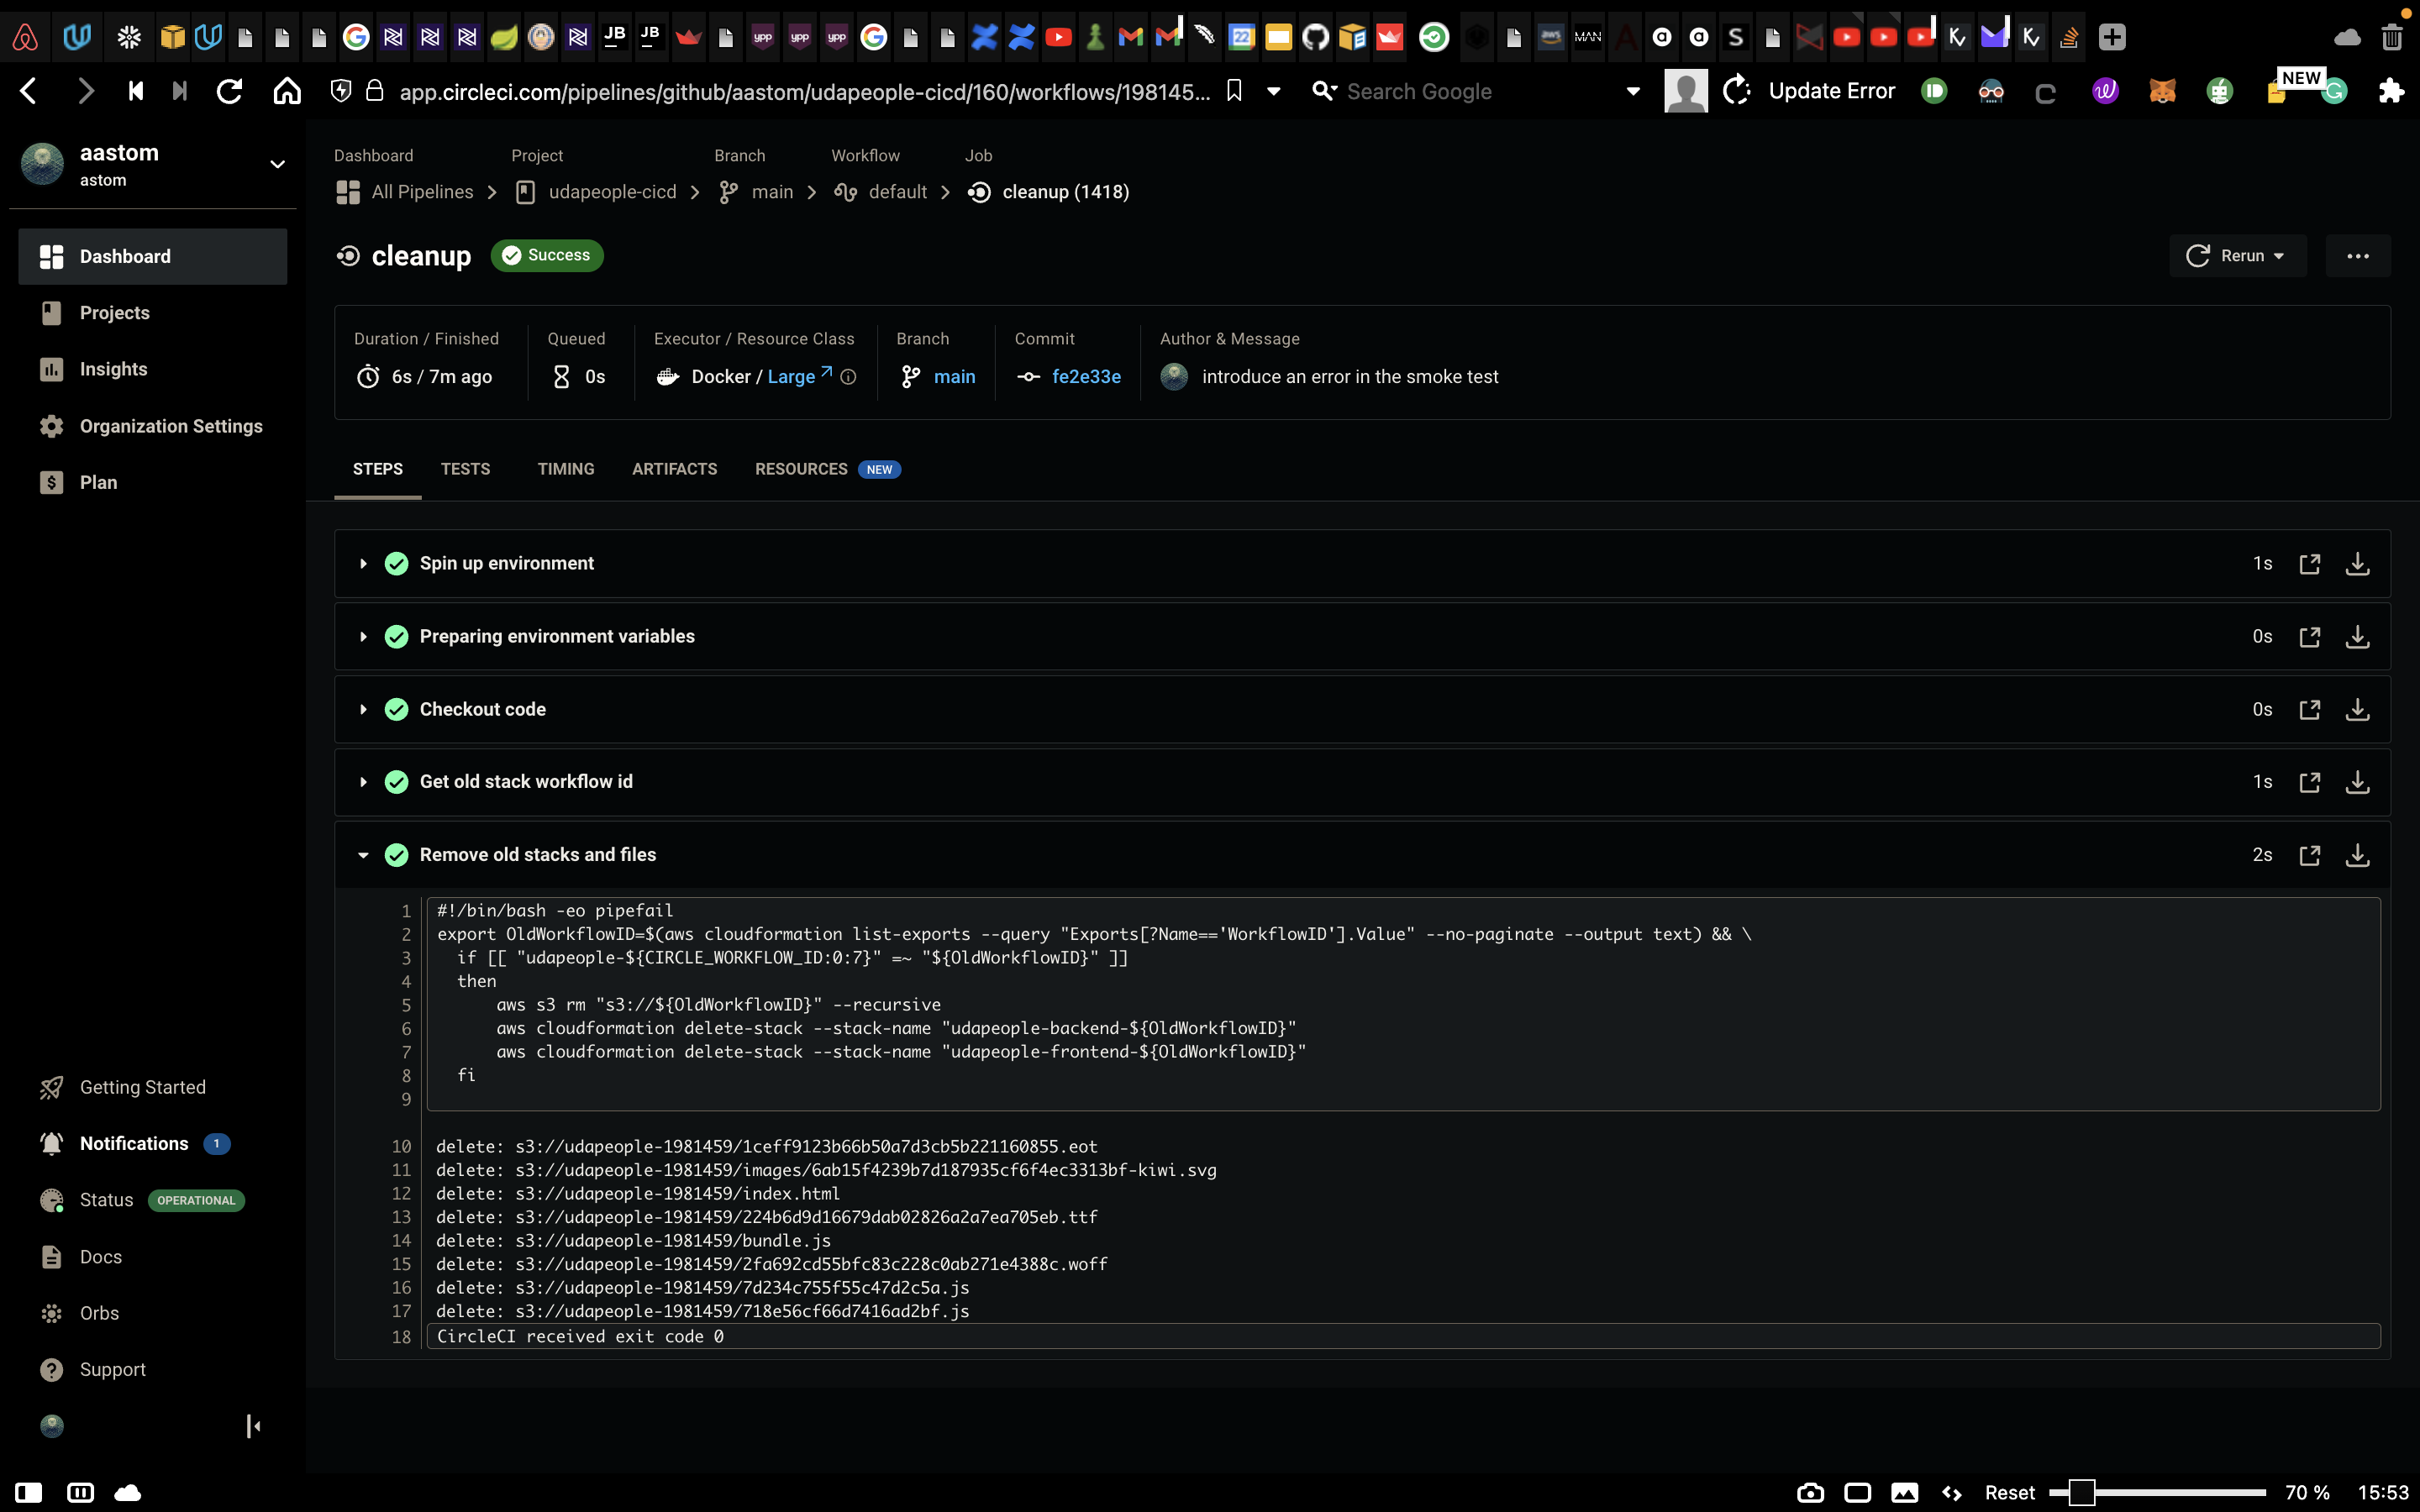 JB
JB
YPP
YPP
YPP
22
aws
MAN
a
a
S
app.circleci.com/pipelines/github/aastom/udapeople-cicd/160/workflows/198145...
Search Google
Update Error
NEW
aastom
astom
Dashboard
Projects
Insights
Organization Settings
Plan
Getting Started
Notifications 1
Status OPERATIONAL
Docs
Orbs
Support
Dashboard Project Branch Workflow Job
All Pipelines udapeople-cicd main default cleanup (1418)
cleanup Success
Rerun
Duration / Finished Queued Executor / Resource Class Branch Commit Author & Message
6s / 7m ago 0s Docker / Large main fe2e33e introduce an error in the smoke test
STEPS TESTS TIMING ARTIFACTS RESOURCES NEW
Spin up environment 1s
Preparing environment variables 0s
Checkout code 0s
Get old stack workflow id 1s
Remove old stacks and files 2s
1 #!/bin/bash -eo pipefail
2 export OldWorkflowID=$(aws cloudformation list-exports --query "Exports[?Name=='WorkflowID'].Value" --no-paginate --output text) && \
3 if [[ "udapeople-${CIRCLE_WORKFLOW_ID:0:7}" =~ "${OldWorkflowID}" ]]
4 then
5 aws s3 rm "s3://${OldWorkflowID}" --recursive
6 aws cloudformation delete-stack --stack-name "udapeople-backend-${OldWorkflowID}"
7 aws cloudformation delete-stack --stack-name "udapeople-frontend-${OldWorkflowID}"
8 fi
9
10 delete: s3://udapeople-1981459/1ceff9123b66b50a7d3cb5b221160855.eot
11 delete: s3://udapeople-1981459/images/6ab15f4239b7d187935cf6f4ec3313bf-kiwi.svg
12 delete: s3://udapeople-1981459/index.html
13 delete: s3://udapeople-1981459/224b6d9d16679dab02826a2a7ea705eb.ttf
14 delete: s3://udapeople-1981459/bundle.js
15 delete: s3://udapeople-1981459/2fa692cd55bfc83c228c0ab271e4388c.woff
16 delete: s3://udapeople-1981459/7d234c755f55c47d2c5a.js
17 delete: s3://udapeople-1981459/718e56cf66d7416ad2bf.js
18 CircleCI received exit code 0
Reset 70 % 15:53